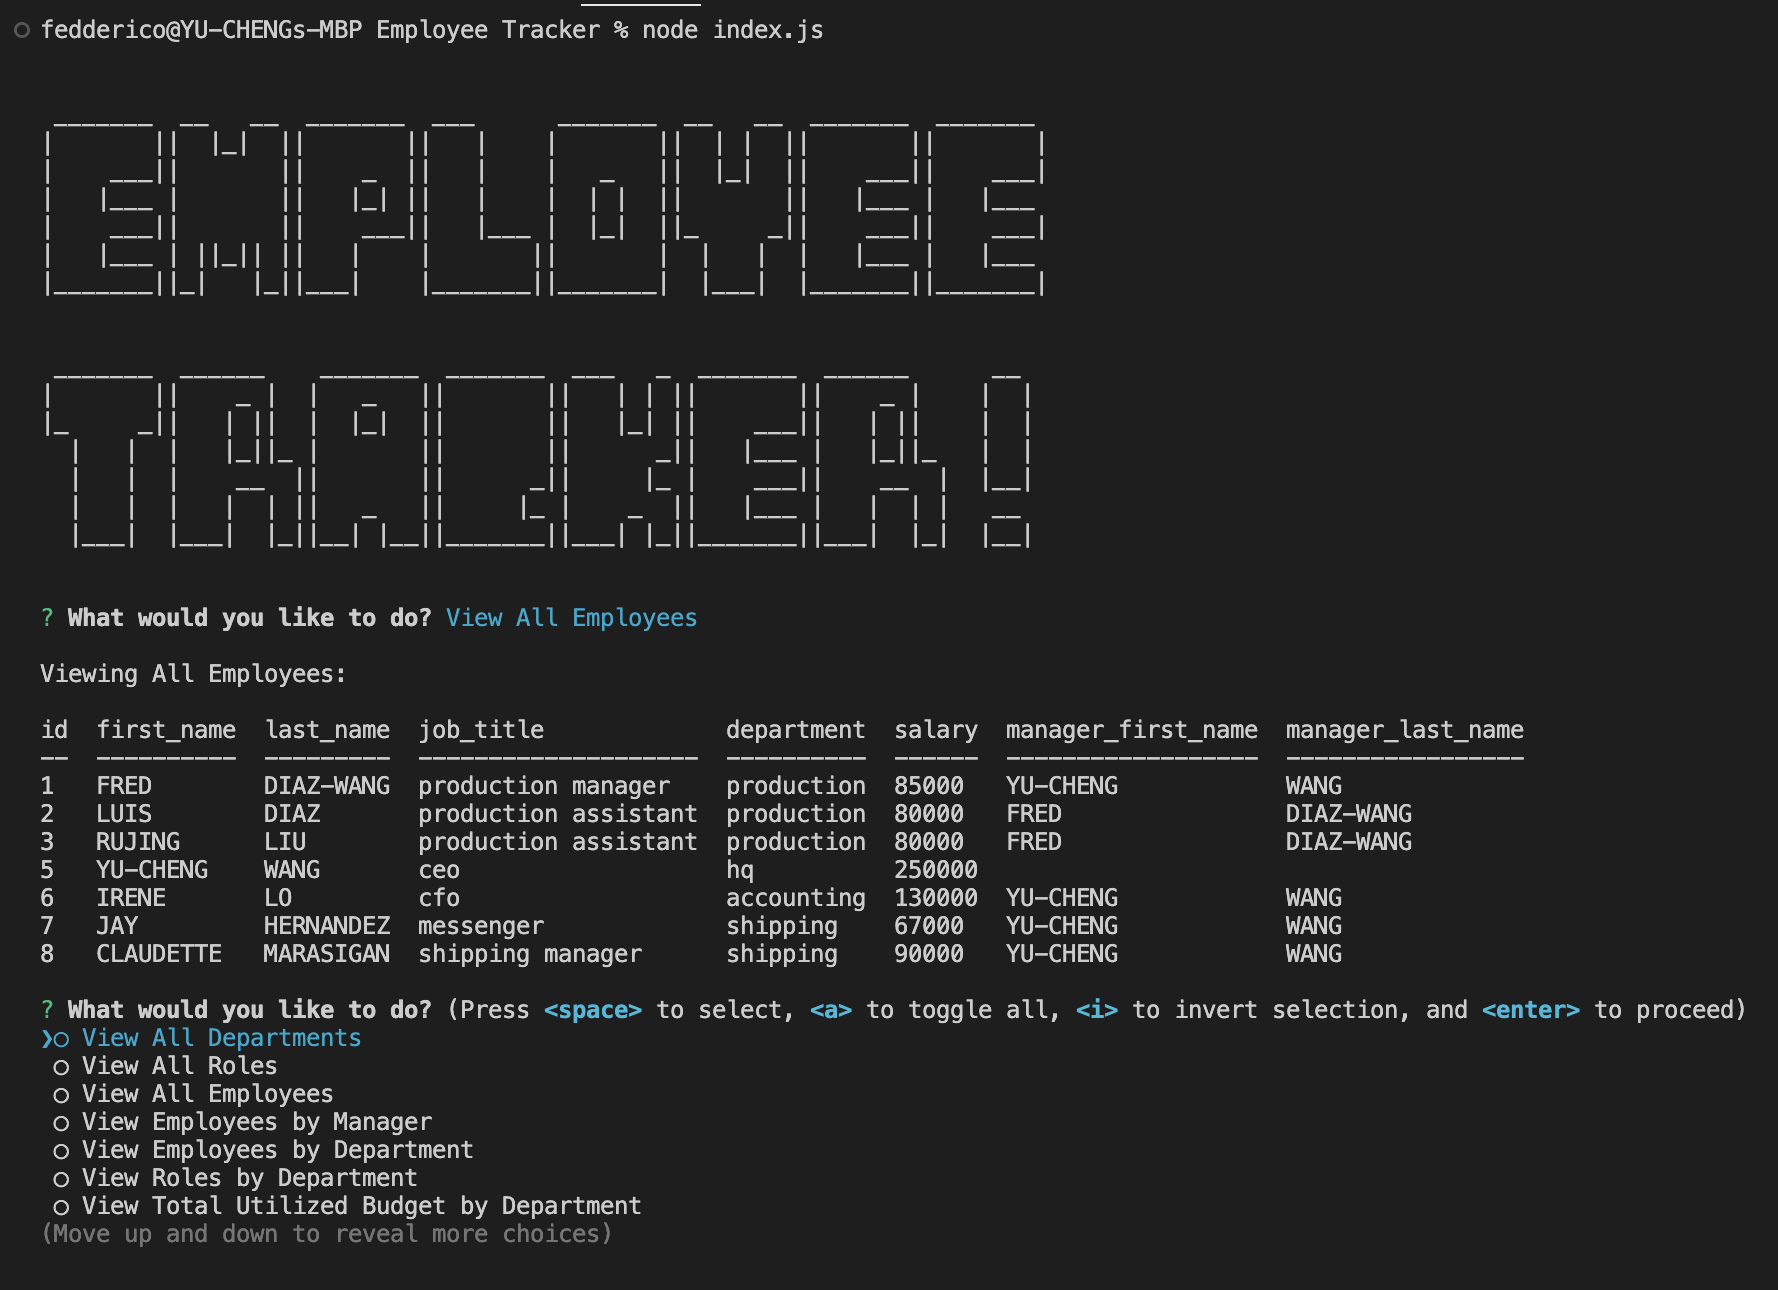 fedderico@YU-CHENGs-MBP Employee Tracker % node index.js
EMPLOYEE
TRACKER!
? What would you like to do? View All Employees
Viewing All Employees:
id  first_name  last_name  job_title             department  salary  manager_first_name  manager_last_name
--  ----------  ---------  --------------------  ----------  ------  ------------------  -----------------
1   FRED        DIAZ-WANG  production manager    production  85000   YU-CHENG            WANG
2   LUIS        DIAZ       production assistant  production  80000   FRED                DIAZ-WANG
3   RUJING      LIU        production assistant  production  80000   FRED                DIAZ-WANG
5   YU-CHENG    WANG       ceo                   hq          250000
6   IRENE       LO         cfo                   accounting  130000  YU-CHENG            WANG
7   JAY         HERNANDEZ  messenger             shipping    67000   YU-CHENG            WANG
8   CLAUDETTE   MARASIGAN  shipping manager      shipping    90000   YU-CHENG            WANG
? What would you like to do? (Press <space> to select, <a> to toggle all, <i> to invert selection, and <enter> to proceed)
❯○ View All Departments
○ View All Roles
○ View All Employees
○ View Employees by Manager
○ View Employees by Department
○ View Roles by Department
○ View Total Utilized Budget by Department
(Move up and down to reveal more choices)